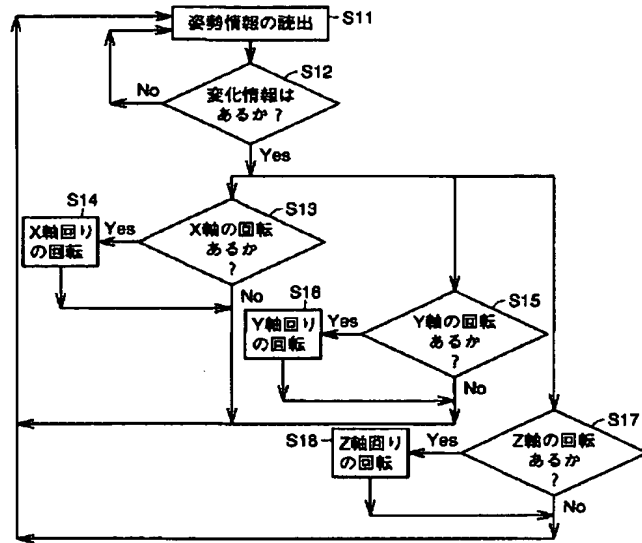 姿勢情報の読出
S11
S12
変化情報は
あるか?
No
Yes
S13
X軸の回転
あるか
?
Yes
No
S14
X軸回り
の回転
S15
Y軸の回転
あるか
?
Yes
No
S16
Y軸回り
の回転
S17
Z軸の回転
あるか
?
Yes
No
S18
Z軸回り
の回転